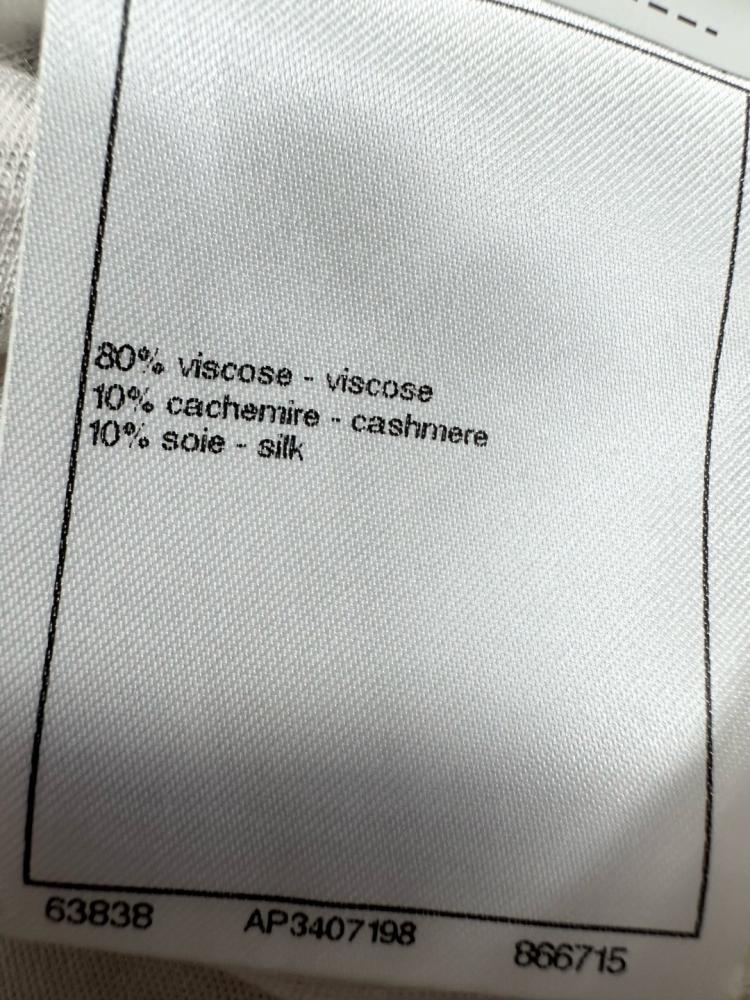 80% viscose - viscose
10% cachemire - cashmere
10% soie - silk
63838 AP3407198 866715